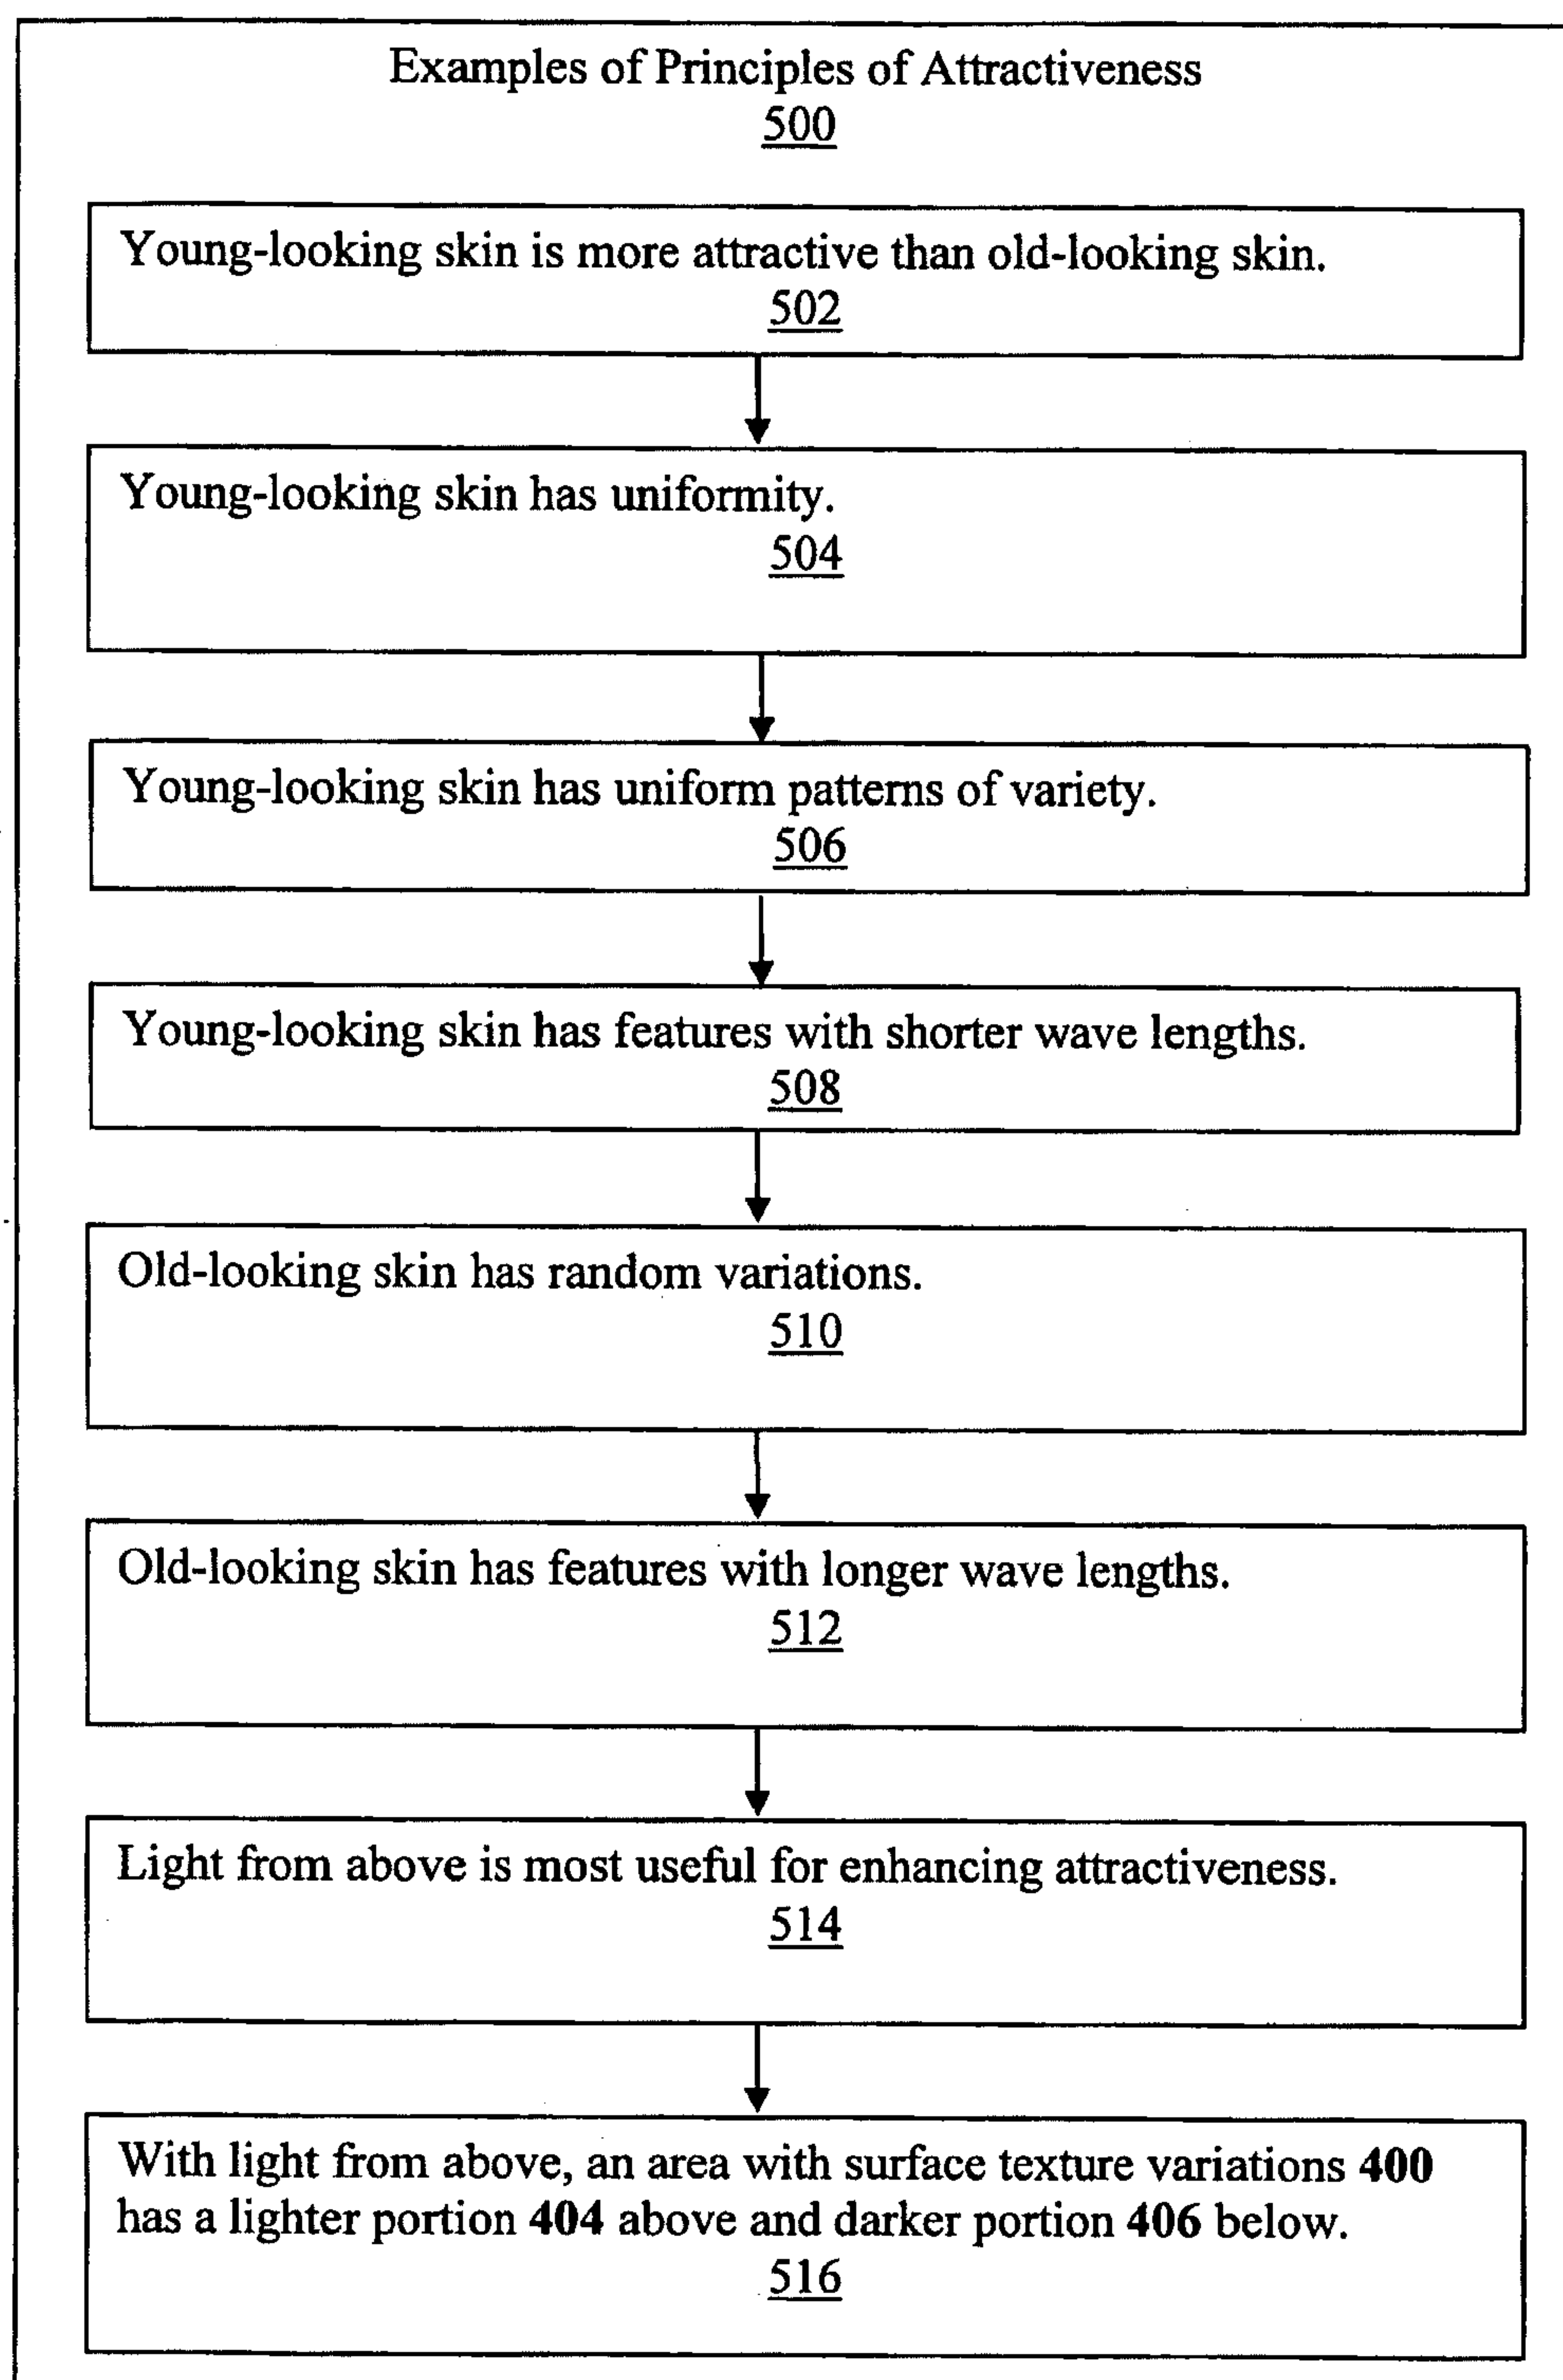 Examples of Principles of Attractiveness
500
Young-looking skin is more attractive than old-looking skin.
502
Young-looking skin has uniformity.
504
Young-looking skin has uniform patterns of variety.
506
Young-looking skin has features with shorter wave lengths.
508
Old-looking skin has random variations.
510
Old-looking skin has features with longer wave lengths.
512
Light from above is most useful for enhancing attractiveness.
514
With light from above, an area with surface texture variations 400
has a lighter portion 404 above and darker portion 406 below.
516